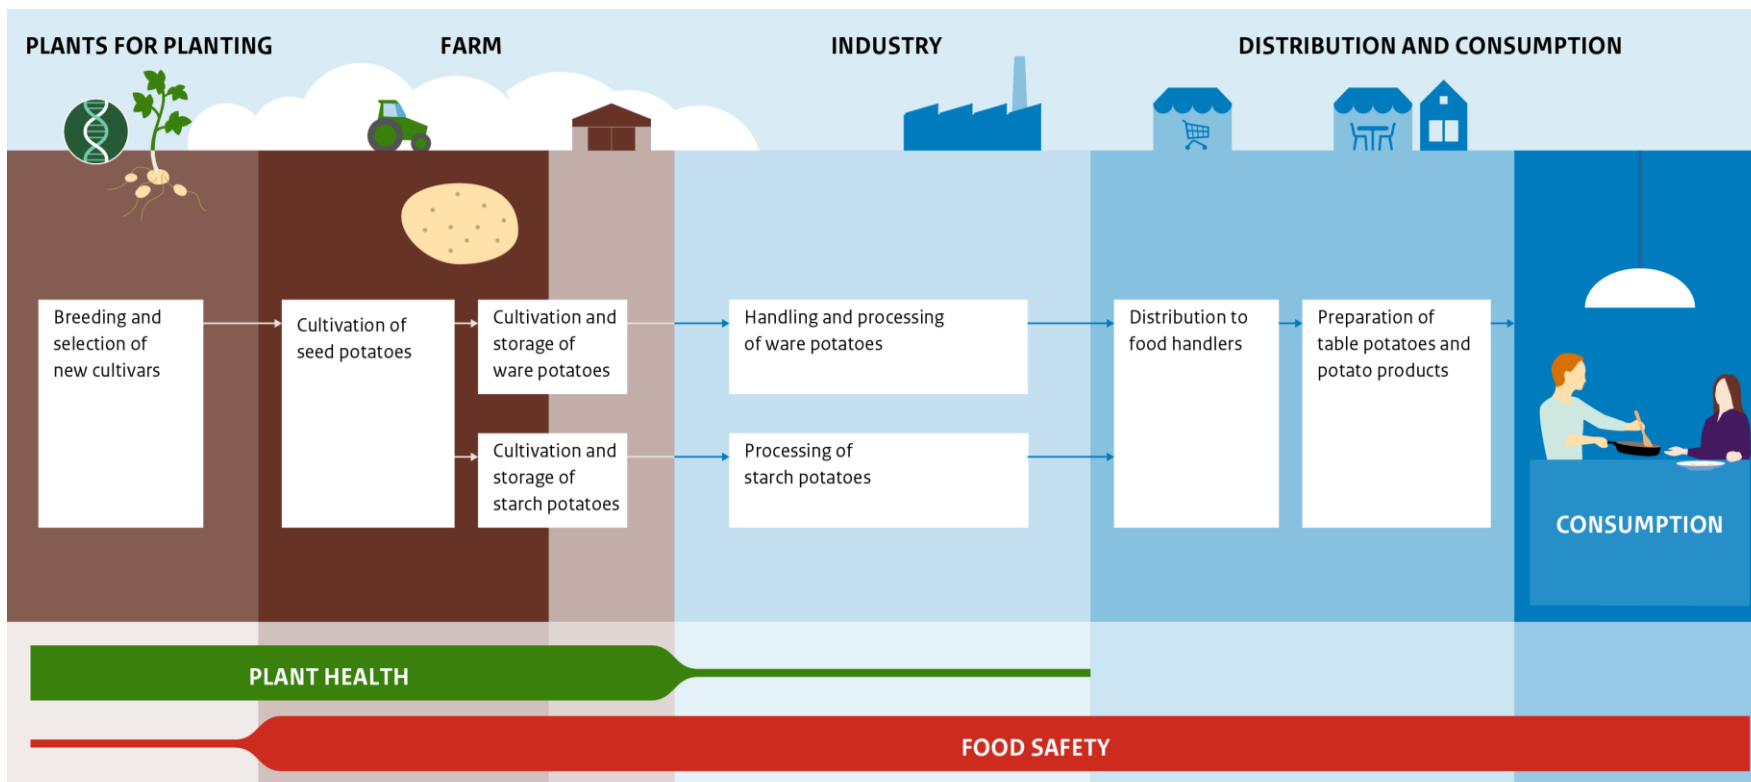 PLANTS FOR PLANTING
FARM
INDUSTRY
DISTRIBUTION AND CONSUMPTION
Breeding and
selection of
new cultivars
Cultivation of
seed potatoes
Cultivation and
storage of
ware potatoes
Cultivation and
storage of
starch potatoes
Handling and processing
of ware potatoes
Processing of
starch potatoes
Distribution to
food handlers
Preparation of
table potatoes and
potato products
CONSUMPTION
PLANT HEALTH
FOOD SAFETY